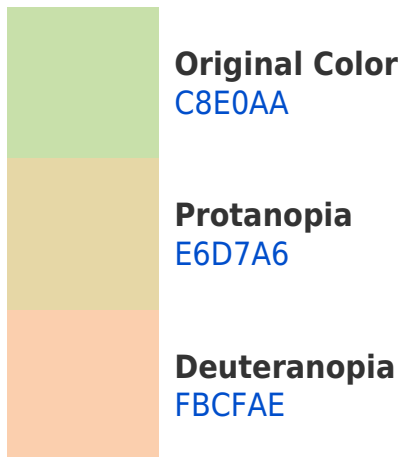 Original Color
C8E0AA
Protanopia
E6D7A6
Deuteranopia
FBCFAE